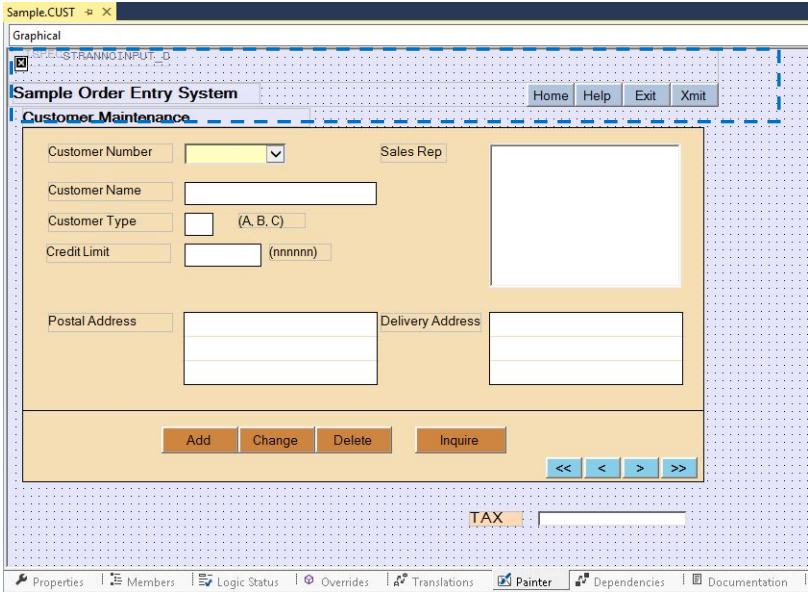 Sample.CUST
Graphical
STRANNOINPUT_D
Sample Order Entry System
Home Help Exit Xmit
Customer Maintenance
Customer Number Sales Rep
Customer Name
Customer Type (A, B, C)
Credit Limit (nnnnnn)
Postal Address Delivery Address
Add Change Delete Inquire
<< < > >>
TAX
Properties Members Logic Status Overrides Translations Painter Dependencies Documentation